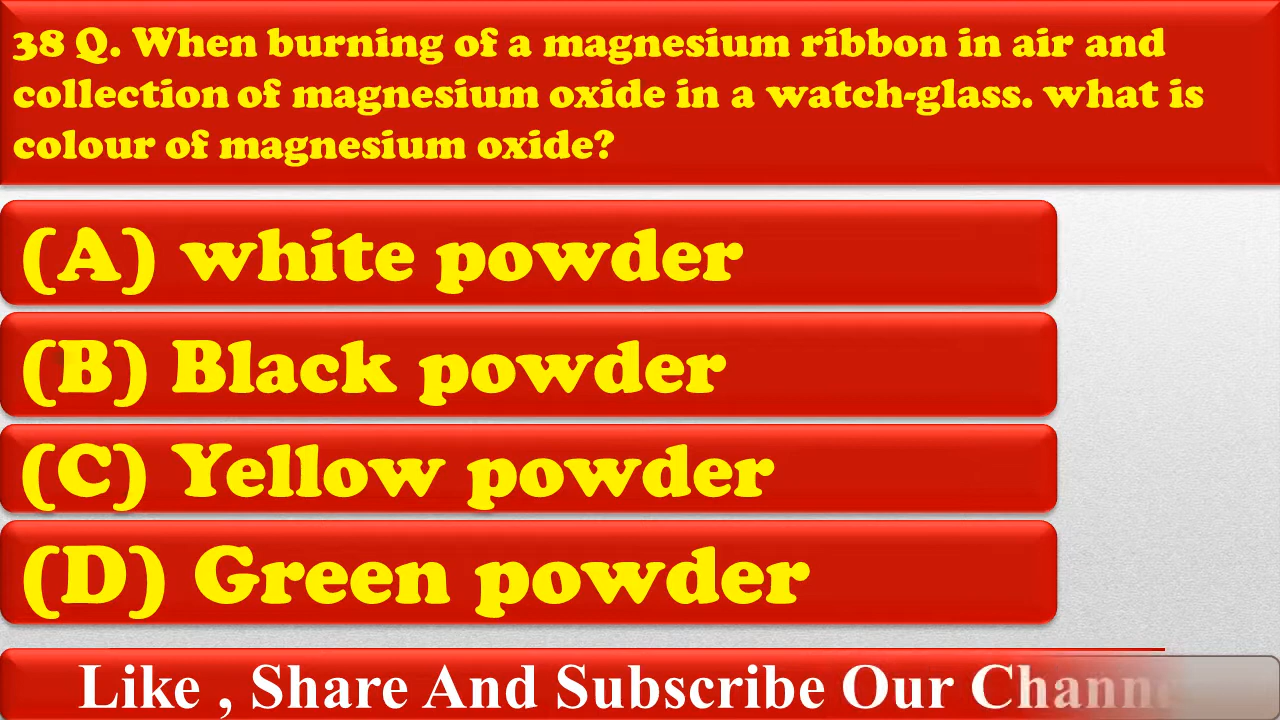 38 Q. When burning of a magnesium ribbon in air and
collection of magnesium oxide in a watch-glass. what is
colour of magnesium oxide?
(A) white powder
(B) Black powder
(C) Yellow powder
(D) Green powder
Like , Share And Subscribe Our Chann